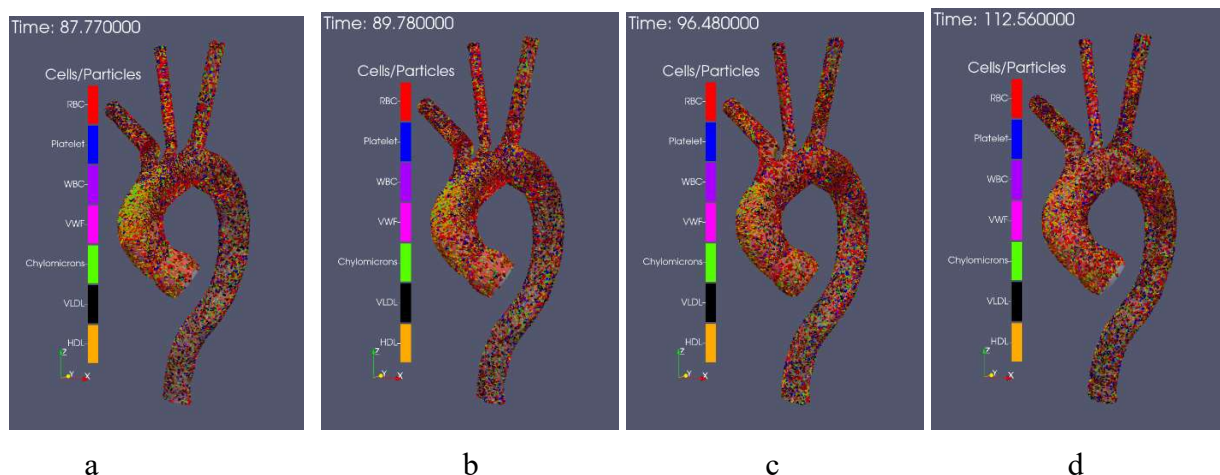 Time: 87.770000
Cells/Particles
RBC
Platelet
WBC
VWF
Chylomicrons
VLDL
HDL
Z
Y
X
a
Time: 89.780000
Cells/Particles
RBC
Platelet
WBC
VWF
Chylomicrons
VLDL
HDL
Z
Y
X
b
Time: 96.480000
Cells/Particles
RBC
Platelet
WBC
VWF
Chylomicrons
VLDL
HDL
Z
Y
X
c
Time: 112.560000
Cells/Particles
RBC
Platelet
WBC
VWF
Chylomicrons
VLDL
HDL
Z
Y
X
d